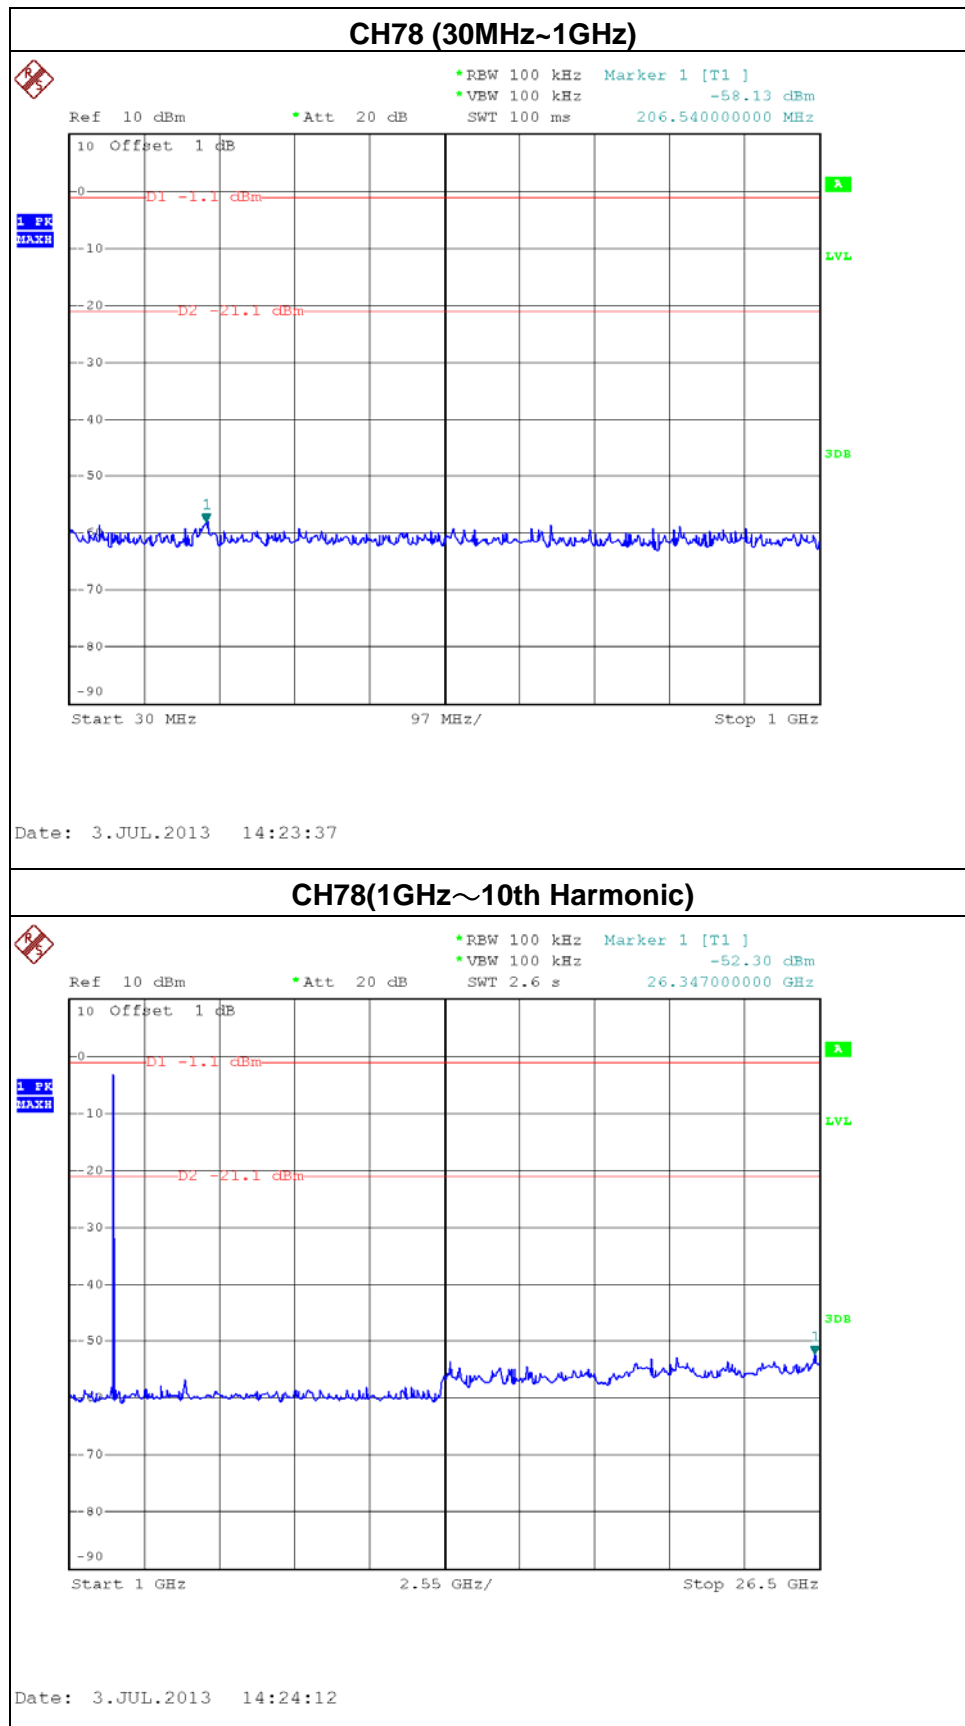 CH78 (30MHz~1GHz)
*RBW 100 kHz Marker 1 [T1 ]
*VBW 100 kHz -58.13 dBm
Ref 10 dBm *Att 20 dB SWT 100 ms 206.540000000 MHz
10 Offset 1 dB
A
0
D1 -1.1 dBm
1 PK
MAXH
-10
LVL
-20
D2 -21.1 dBm
-30
-40
3DB
-50
1
-60
-70
-80
-90
Start 30 MHz 97 MHz/ Stop 1 GHz
Date: 3.JUL.2013 14:23:37
CH78(1GHz～10th Harmonic)
*RBW 100 kHz Marker 1 [T1 ]
*VBW 100 kHz -52.30 dBm
Ref 10 dBm *Att 20 dB SWT 2.6 s 26.347000000 GHz
10 Offset 1 dB
A
0
D1 -1.1 dBm
1 PK
MAXH
-10
LVL
-20
D2 -21.1 dBm
-30
-40
3DB
-50
1
-60
-70
-80
-90
Start 1 GHz 2.55 GHz/ Stop 26.5 GHz
Date: 3.JUL.2013 14:24:12